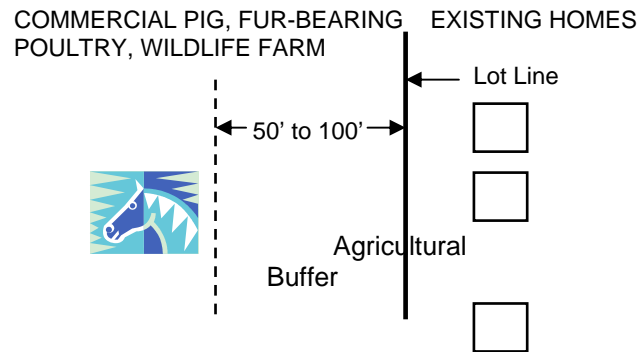 COMMERCIAL PIG, FUR-BEARING EXISTING HOMES
POULTRY, WILDLIFE FARM
Lot Line
50’ to 100’
Agricultural
Buffer